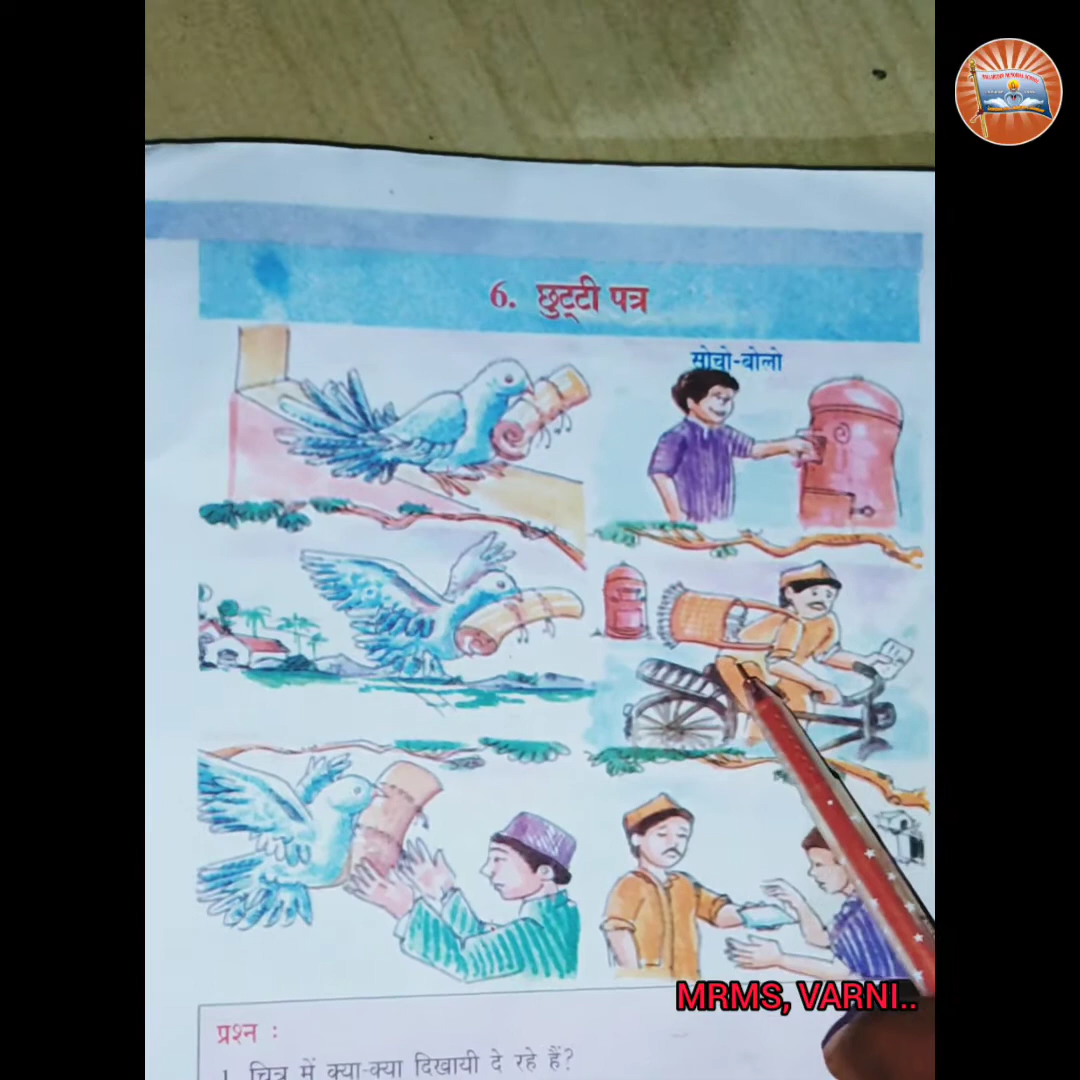 6. छुट्टी पत्र
सोचो-बोलो
MRMS, VARNI..
प्रश्न :
1. चित्र में क्या-क्या दिखायी दे रहे हैं?